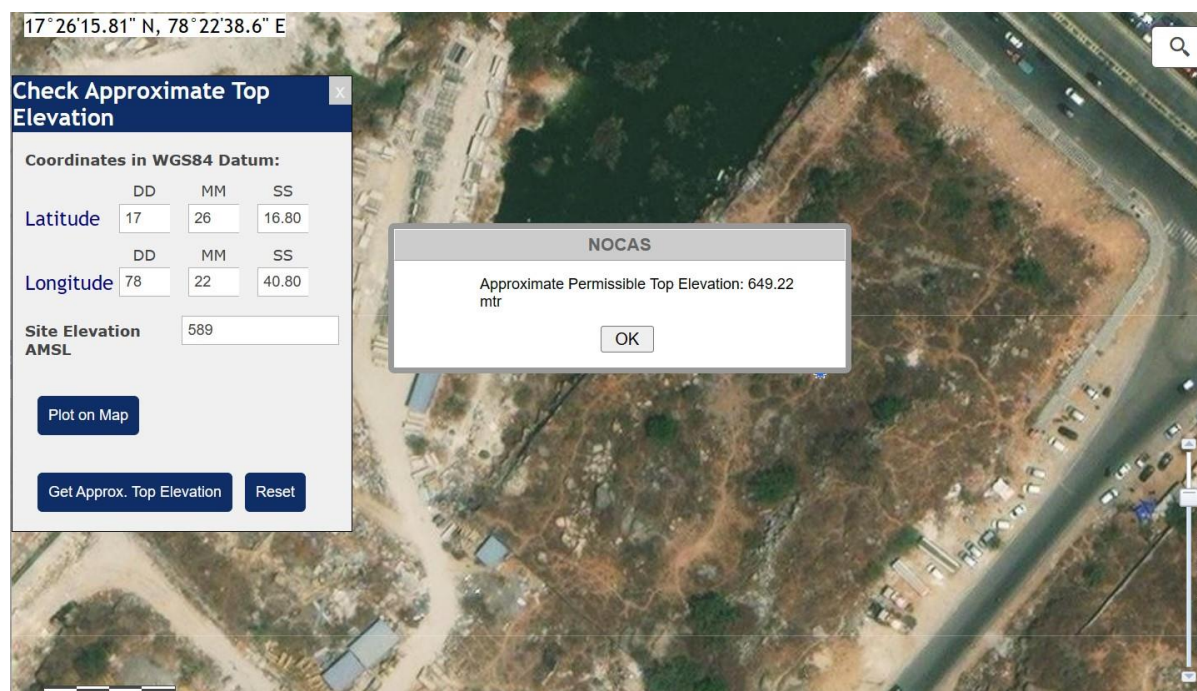 17°26'15.81" N, 78°22'38.6" E
Check Approximate Top
Elevation
x
Coordinates in WGS84 Datum:
DD MM SS
Latitude 17 26 16.80
DD MM SS
Longitude 78 22 40.80
Site Elevation
AMSL
589
Plot on Map
Get Approx. Top Elevation Reset
NOCAS
Approximate Permissible Top Elevation: 649.22
mtr
OK